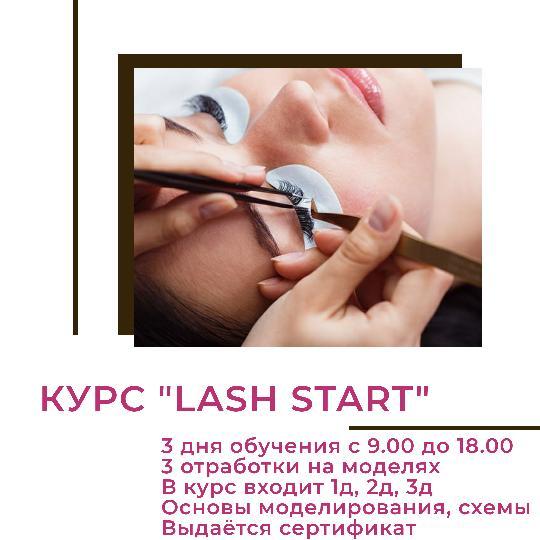 КУРС "LASH START"
3 дня обучения с 9.00 до 18.00
3 отработки на моделях
В курс входит 1д, 2д, 3д
Основы моделирования, схемы
Выдаётся сертификат